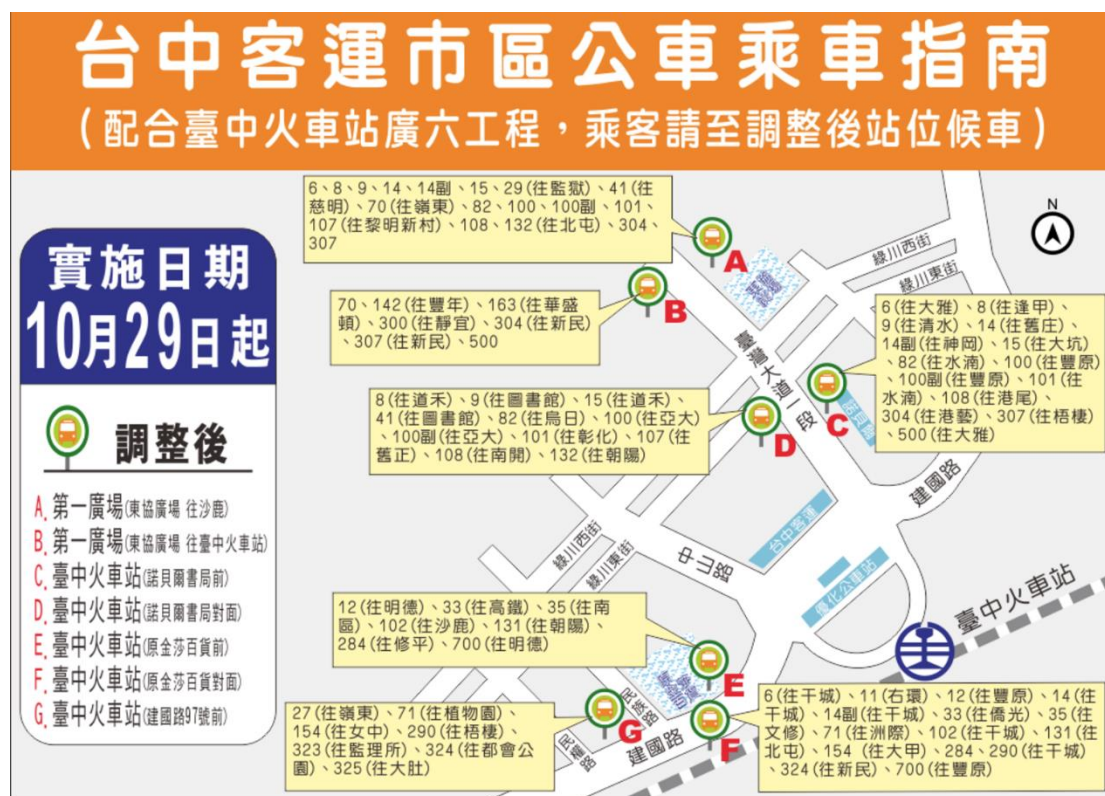 台中客運市區公車乘車指南
(配合臺中火車站廣六工程，乘客請至調整後站位候車)
實施日期
10月29日起
調整後
A.第一廣場(東協廣場 往沙鹿)
B.第一廣場(東協廣場 往臺中火車站)
C.臺中火車站(諾貝爾書局前)
D.臺中火車站(諾貝爾書局對面)
E.臺中火車站(原金莎百貨前)
F.臺中火車站(原金莎百貨對面)
G.臺中火車站(建國路97號前)
6、8、9、14、14副、15、29(往監獄)、41(往
慈明)、70(往嶺東)、82、100、100副、101、
107(往黎明新村)、108、132(往北屯)、304、
307
A
N
綠川西街
綠川東街
70、142(往豐年)、163(往華盛
頓)、300(往靜宜)、304(往新民)、
307(往新民)、500
B
臺灣大道一段
6(往大雅)、8(往逢甲)、
9(往清水)、14(往舊庄)、
14副(往神岡)、15(往大坑)
、82(往水湳)、100(往豐原)
、100副(往豐原)、101(往
水湳)、108(往港尾)、
304(往港藝)、307(往梧棲)
、500(往大雅)
C
8(往道禾)、9(往圖書館)、15(往道禾)、
41(往圖書館)、82(往烏日)、100(往亞大)
、100副(往亞大)、101(往彰化)、107(往
舊正)、108(往南開)、132(往朝陽)
D
建國路
綠川西街
綠川東街
中山路
台中客運
優化公車站
臺中火車站
12(往明德)、33(往高鐵)、35(往南
區)、102(往沙鹿)、131(往朝陽)、
284(往修平)、700(往明德)
E
27(往嶺東)、71(往植物園)、
154(往女中)、290(往梧棲)、
323(往監理所)、324(往都會公
園)、325(往大肚)
G
民族路
民權路
建國路
F
6(往干城)、11(右環)、12(往豐原)、14(往
干城)、14副(往干城)、33(往僑光)、35(往
文修)、71(往洲際)、102(往干城)、131(往
北屯)、154 (往大甲)、284、290(往干城)、
324(往新民)、700(往豐原)